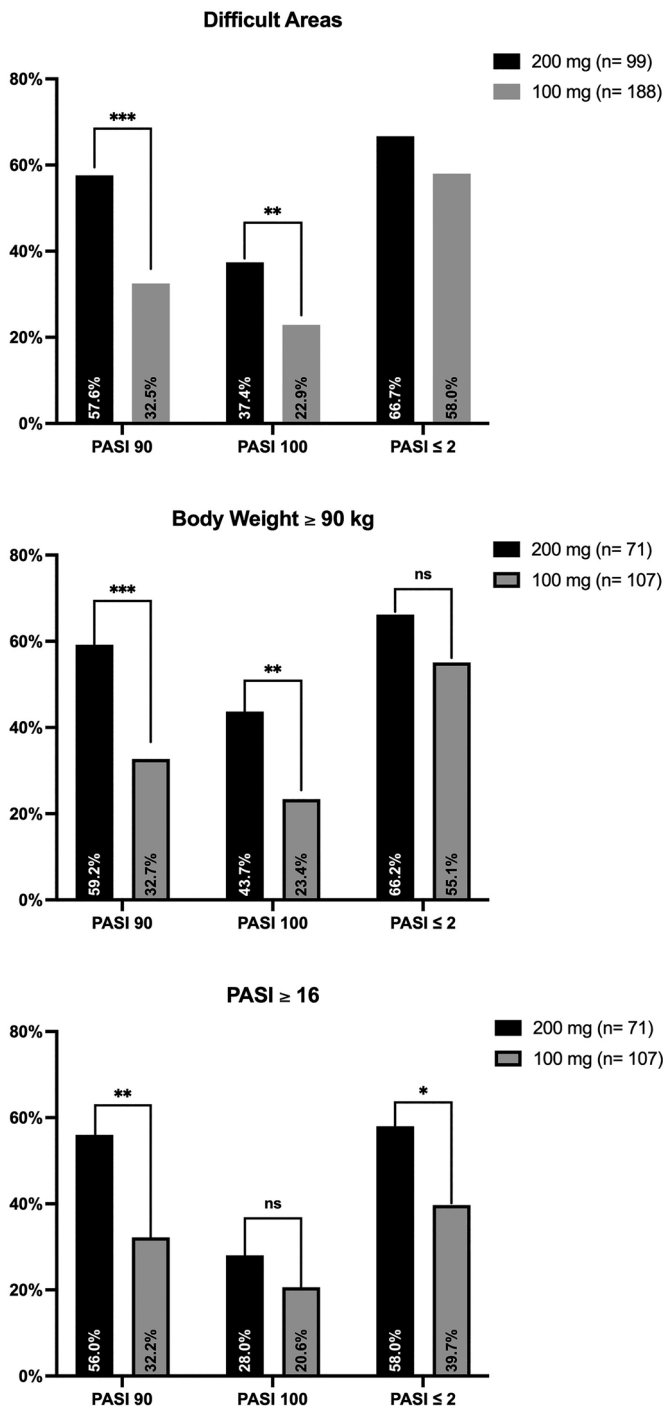 Difficult Areas
200 mg (n= 99)
100 mg (n= 188)
80%
60%
40%
20%
0%
***
**
57.6%
32.5%
37.4%
22.9%
66.7%
58.0%
PASI 90
PASI 100
PASI ≤ 2
Body Weight ≥ 90 kg
200 mg (n= 71)
100 mg (n= 107)
80%
60%
40%
20%
0%
***
**
ns
59.2%
32.7%
43.7%
23.4%
66.2%
55.1%
PASI 90
PASI 100
PASI ≤ 2
PASI ≥ 16
200 mg (n= 71)
100 mg (n= 107)
80%
60%
40%
20%
0%
**
ns
*
56.0%
32.2%
28.0%
20.6%
58.0%
39.7%
PASI 90
PASI 100
PASI ≤ 2